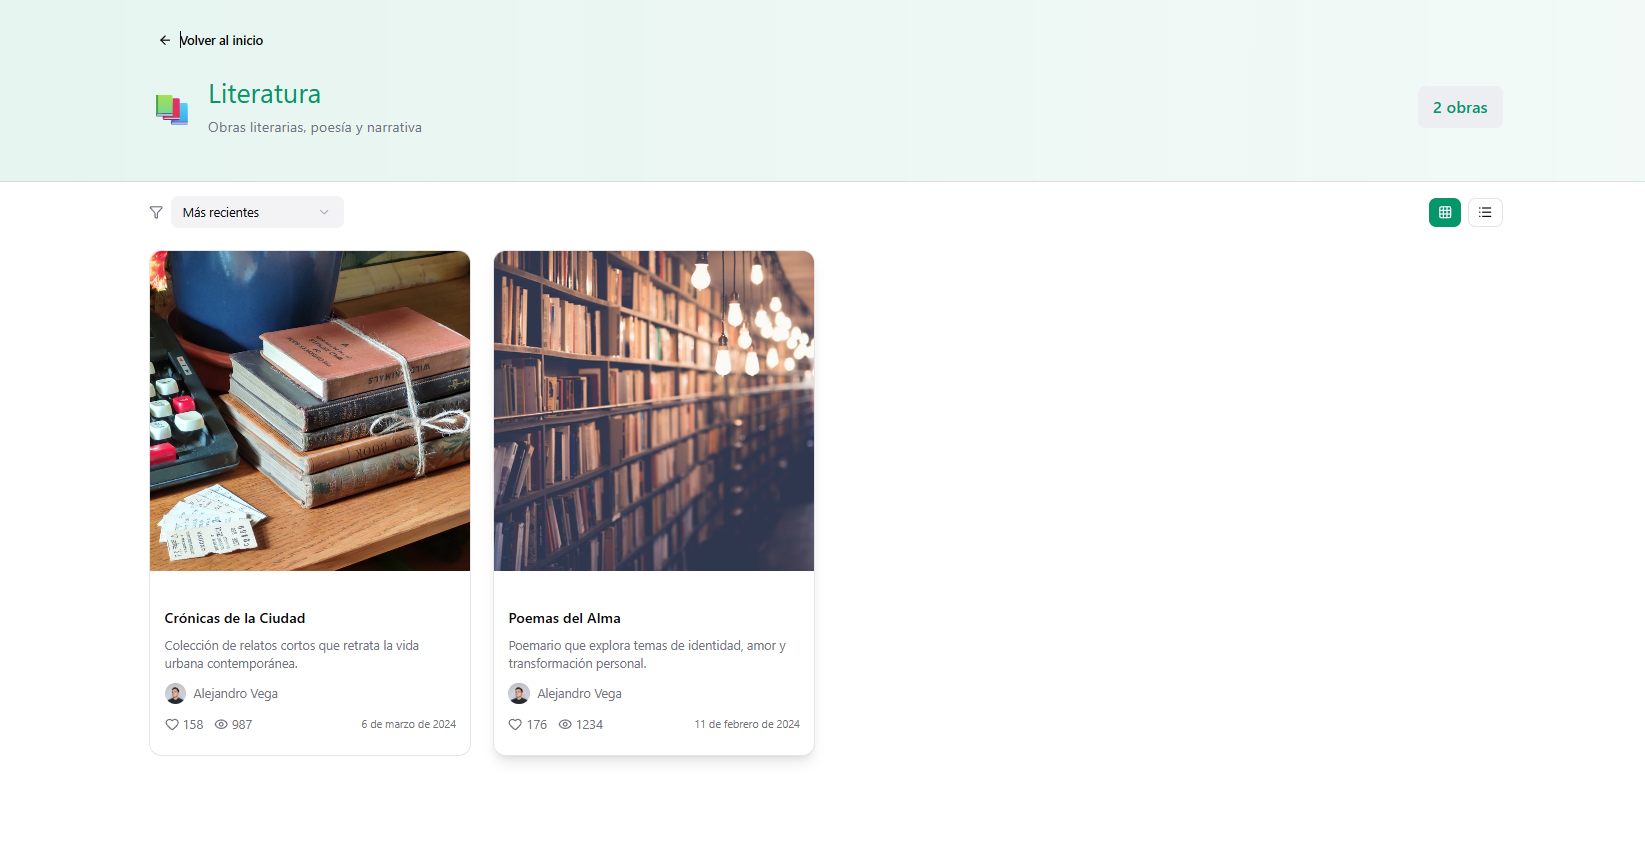 Volver al inicio
Literatura
Obras literarias, poesía y narrativa
2 obras
Más recientes
Crónicas de la Ciudad
Colección de relatos cortos que retrata la vida
urbana contemporánea.
Alejandro Vega
158 987 6 de marzo de 2024
Poemas del Alma
Poemario que explora temas de identidad, amor y
transformación personal.
Alejandro Vega
176 1234 11 de febrero de 2024